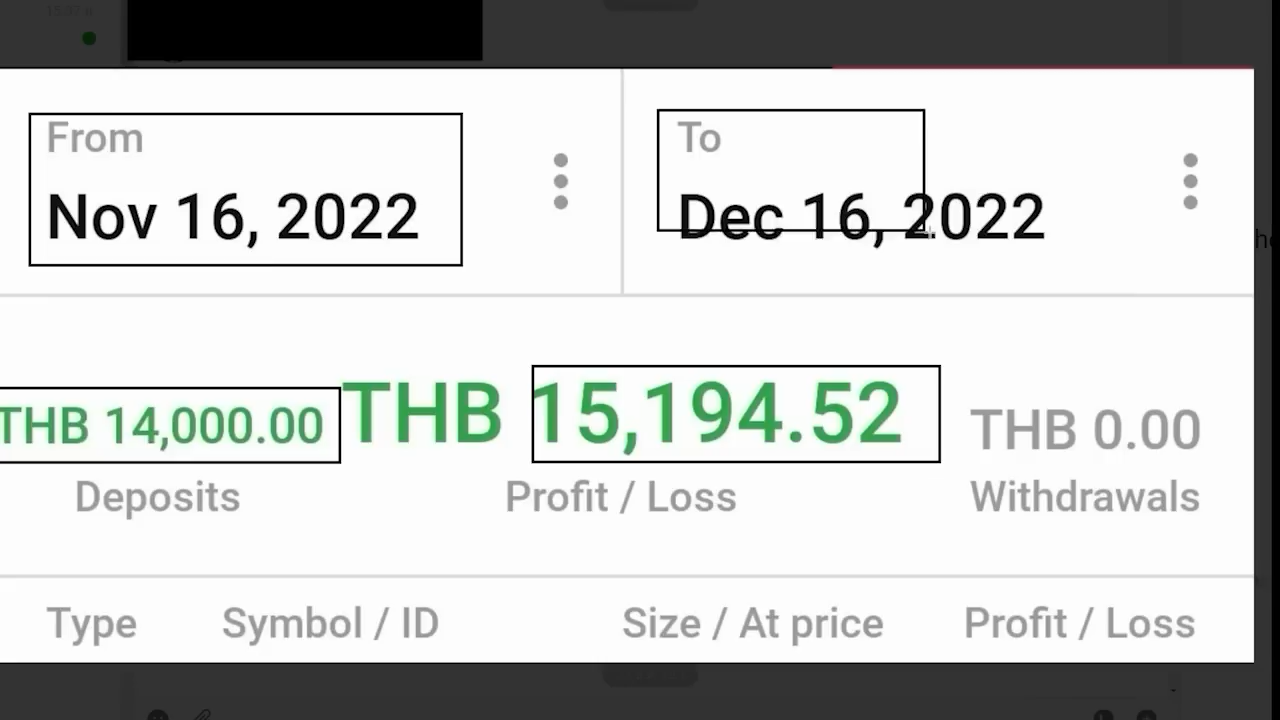 From
Nov 16, 2022
To
Dec 16, 2022
THB 14,000.00
Deposits
THB 15,194.52
Profit / Loss
THB 0.00
Withdrawals
Type Symbol / ID Size / At price Profit / Loss